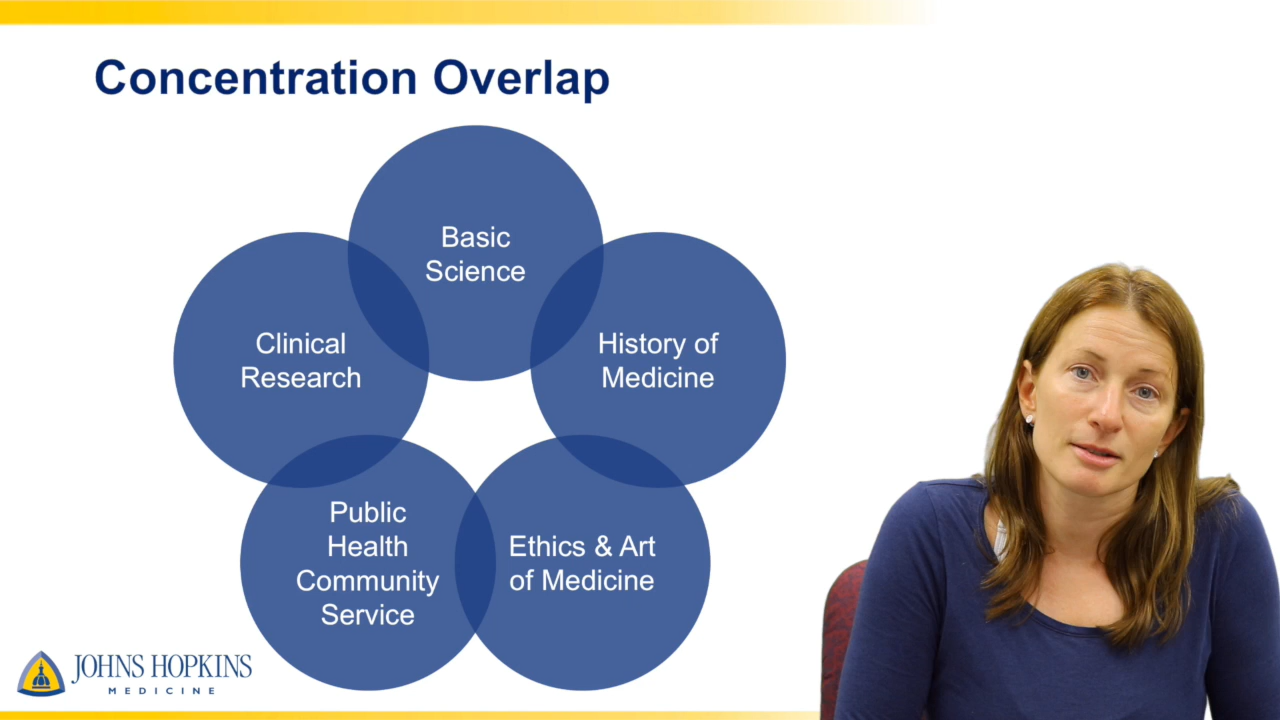 Concentration Overlap
Basic
Science
Clinical
Research
History of
Medicine
Public
Health
Community
Service
Ethics & Art
of Medicine
JOHNS HOPKINS
MEDICINE